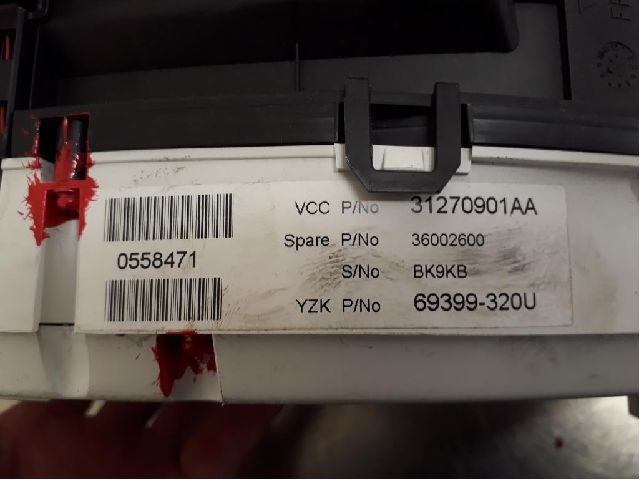 VCC P/No 31270901AA
Spare P/No 36002600
0558471
S/No BK9KB
YZK P/No 69399-320U